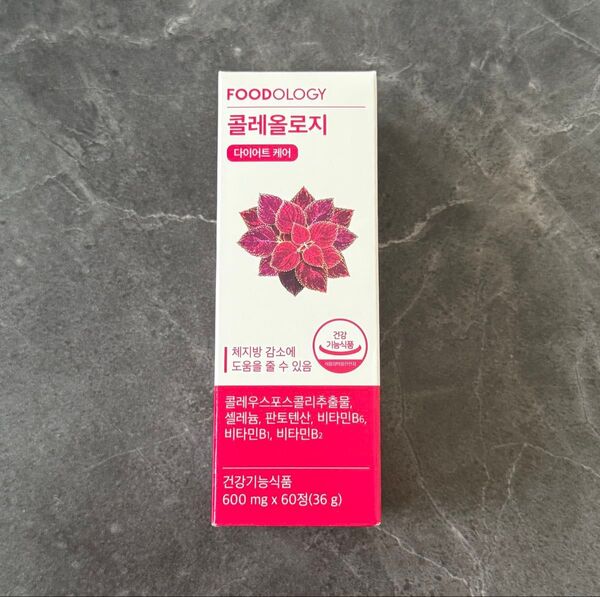 FOODOLOGY
콜레올로지
다이어트 케어
건강
기능식품
체지방 감소에
도움을 줄 수 있음
콜레우스포스콜리추출물,
셀레늄, 판토텐산, 비타민B6,
비타민B1, 비타민B2
건강기능식품
600 mg x 60정(36 g)